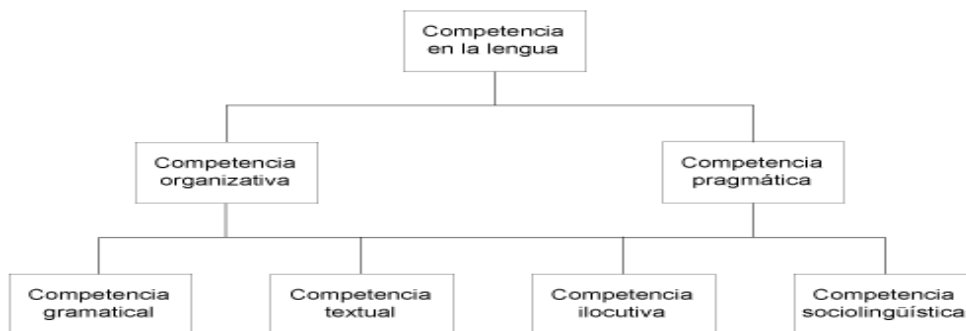 Competencia
en la lengua
Competencia
organizativa
Competencia
pragmática
Competencia
gramatical
Competencia
textual
Competencia
ilocutiva
Competencia
sociolingüística